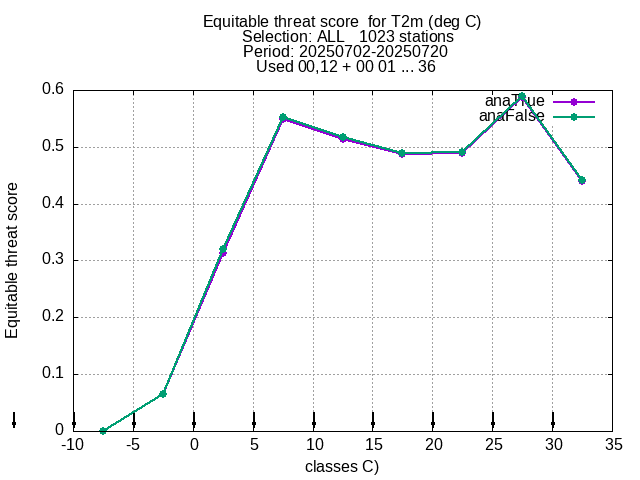 Equitable threat score  for T2m (deg C)
Selection: ALL   1023 stations
Period: 20250702-20250720
Used 00,12 + 00 01 ... 36
anaTrue
anaFalse
Equitable threat score
0.6
0.5
0.4
0.3
0.2
0.1
0
-10 -5 0 5 10 15 20 25 30 35
classes C)